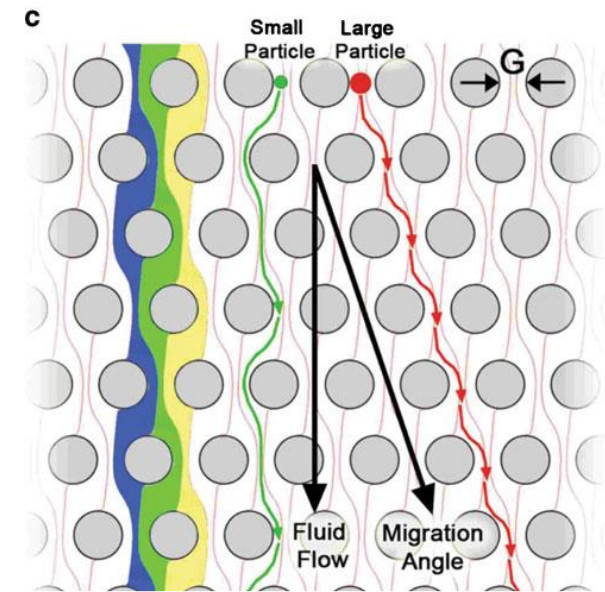 c
Small
Particle
Large
Particle
G
Fluid
Flow
Migration
Angle